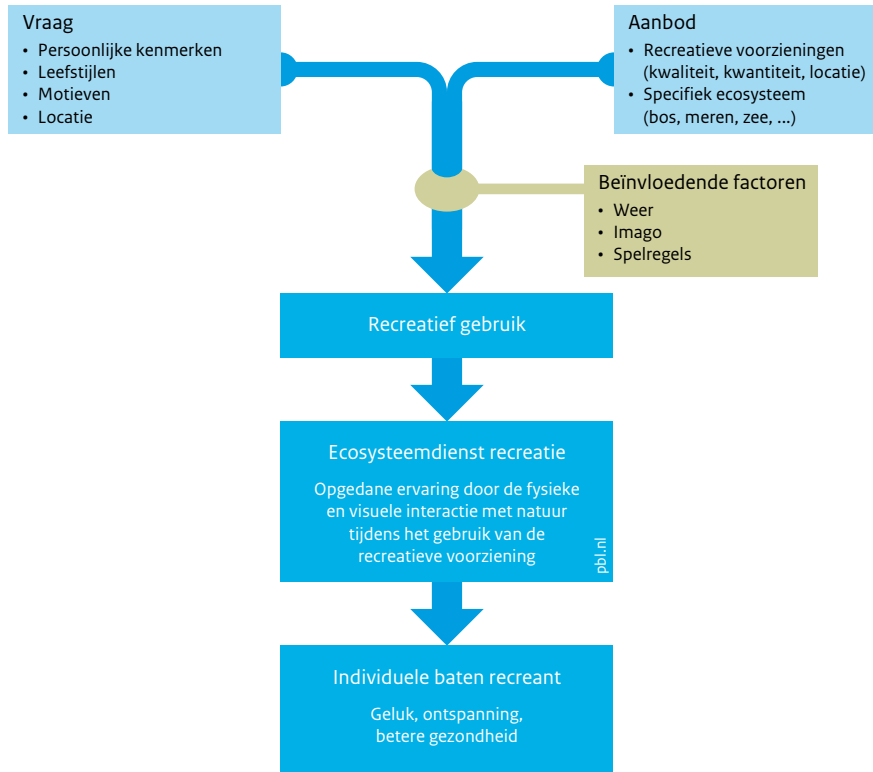 Vraag
• Persoonlijke kenmerken
• Leefstijlen
• Motieven
• Locatie
Aanbod
• Recreatieve voorzieningen
(kwaliteit, kwantiteit, locatie)
• Specifiek ecosysteem
(bos, meren, zee, ...)
Beïnvloedende factoren
• Weer
• Imago
• Spelregels
Recreatief gebruik
Ecosysteemdienst recreatie
Opgedane ervaring door de fysieke
en visuele interactie met natuur
tijdens het gebruik van de
recreatieve voorziening
pbl.nl
Individuele baten recreant
Geluk, ontspanning,
betere gezondheid